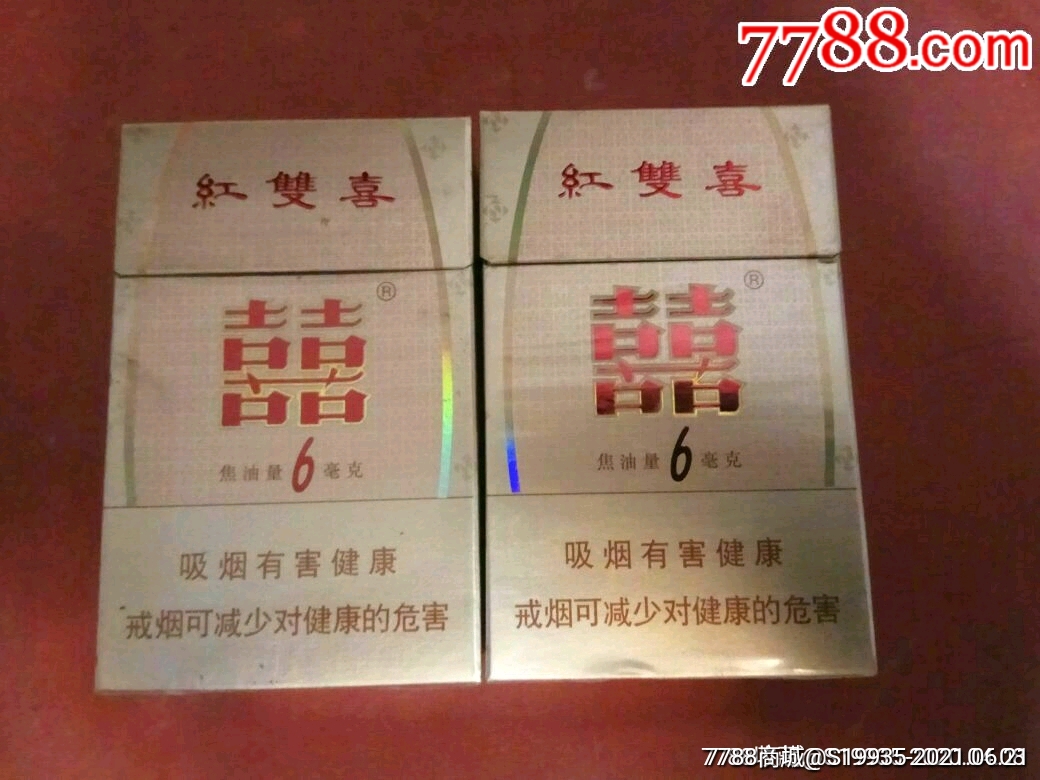 7788.com
紅雙喜
囍
®
焦油量6毫克
吸烟有害健康
戒烟可减少对健康的危害
紅雙喜
囍
®
焦油量6毫克
吸烟有害健康
戒烟可减少对健康的危害